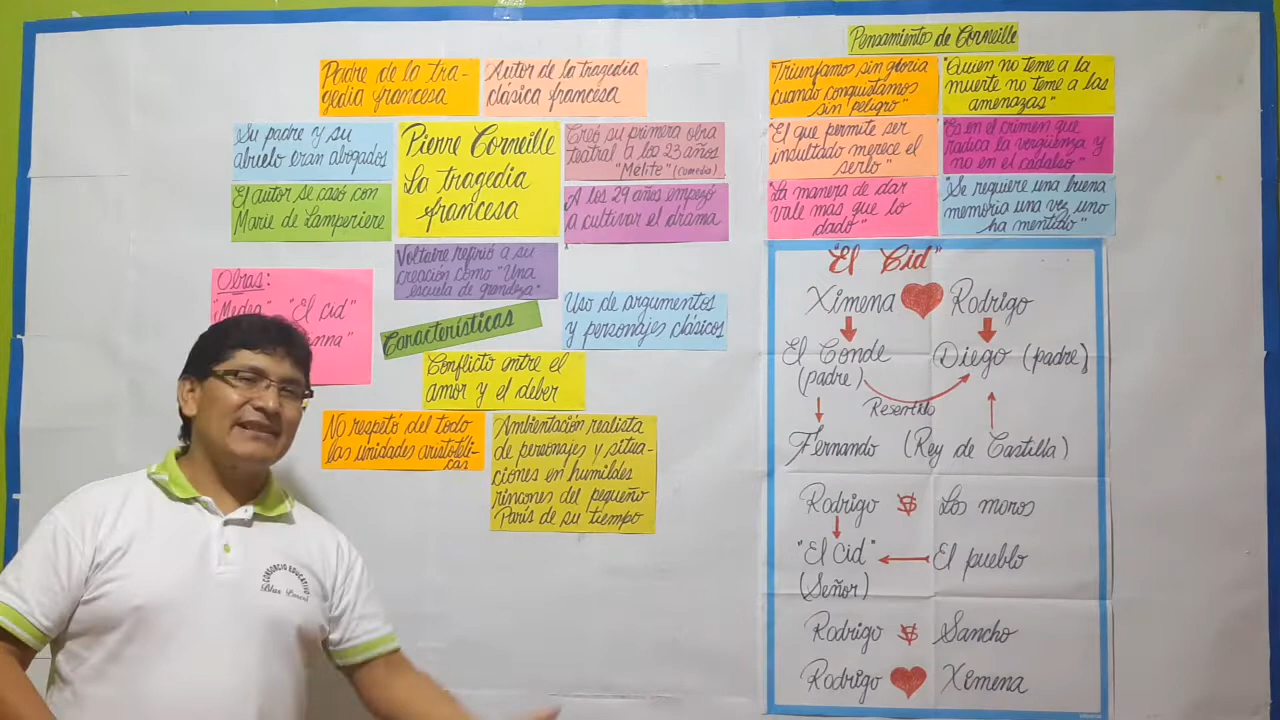 Padre de la tra-
gedia francesa
Autor de la tragedia
clásica francesa
Su padre y su
abuelo eran abogados
Pierre Corneille
La tragedia
francesa
Creó su primera obra
teatral a los 23 años
"Mélite" (comedia)
El autor se casó con
Marie de Lamperiere
A los 29 años empezó
a cultivar el drama
Voltaire refirió a su
creación como "Una
escuela de grandeza"
Obras:
"Medea" "El cid"
Características
Uso de argumentos
y personajes clásicos
Conflicto entre el
amor y el deber
No respetó del todo
las unidades aristotéli-
cas
Ambientación realista
de personajes y situa-
ciones en humildes
rincones del pequeño
París de su tiempo
Pensamientos de Corneille
"Triunfamos sin gloria
cuando conquistamos
sin peligro"
"Quien no teme a la
muerte no teme a las
amenazas"
"El que permite ser
insultado merece el
serlo"
"Es en el crimen que
radica la vergüenza y
no en el cadalso"
"La manera de dar
vale mas que lo
dado"
"Se requiere una buena
memoria una vez uno
ha mentido"
"El Cid"
Ximena Rodrigo
El Conde Diego (padre)
(padre)
Resentido
Fernando (Rey de Castilla)
Rodrigo VS Los moros
"El Cid" El pueblo
(Señor)
Rodrigo VS Sancho
Rodrigo Ximena
CONSORCIO EDUCATIVO